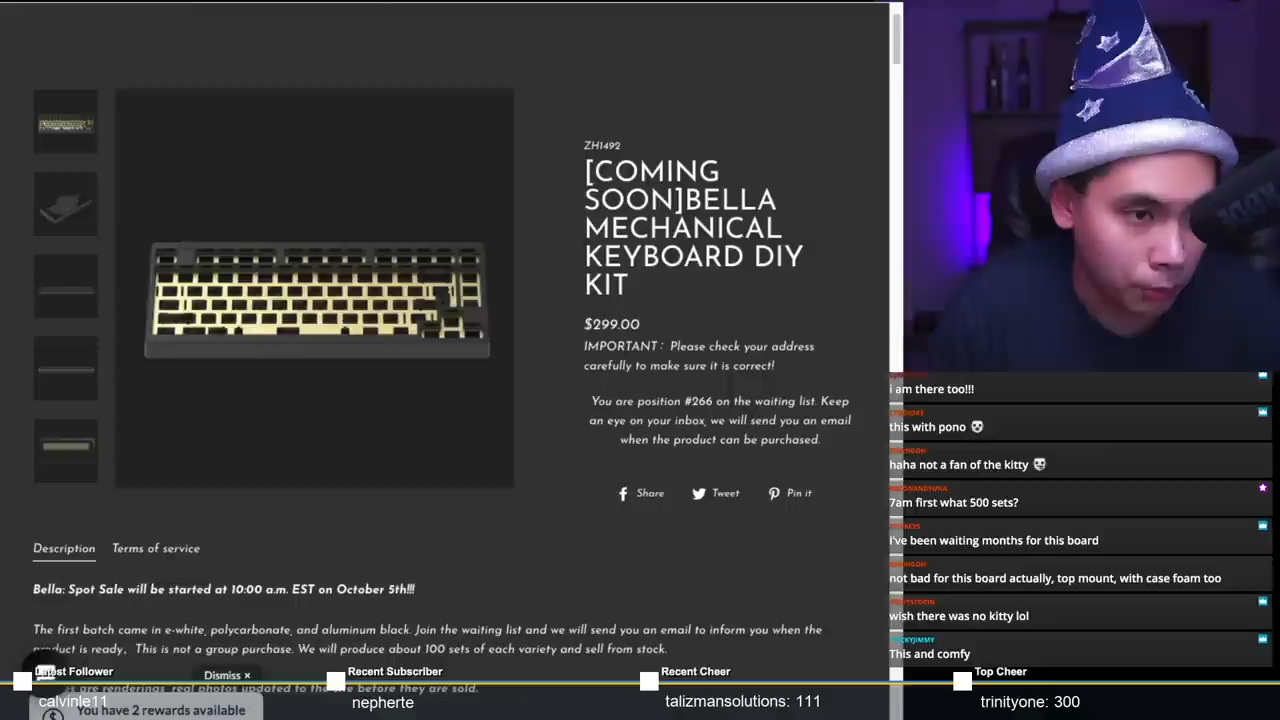 ZH1492
[COMING
SOON]BELLA
MECHANICAL
KEYBOARD DIY
KIT
$299.00
IMPORTANT： Please check your address
carefully to make sure it is correct!
You are position #266 on the waiting list. Keep
an eye on your inbox, we will send you an email
when the product can be purchased.
Share
Tweet
Pin it
Description
Terms of service
Bella: Spot Sale will be started at 10:00 a.m. EST on October 5th!!!
The first batch came in e-white, polycarbonate, and aluminum black. Join the waiting list and we will send you an email to inform you when the
product is ready，This is not a group purchase. We will produce about 100 sets of each variety and sell from stock.
are renderings, real photos updated to the site before they are sold.
Dismiss ×
You have 2 rewards available
i am there too!!!
this with pono
haha not a fan of the kitty
7am first what 500 sets?
i've been waiting months for this board
not bad for this board actually, top mount, with case foam too
wish there was no kitty lol
This and comfy
Latest Follower
calvinle11
Recent Subscriber
nepherte
Recent Cheer
talizmansolutions: 111
Top Cheer
trinityone: 300